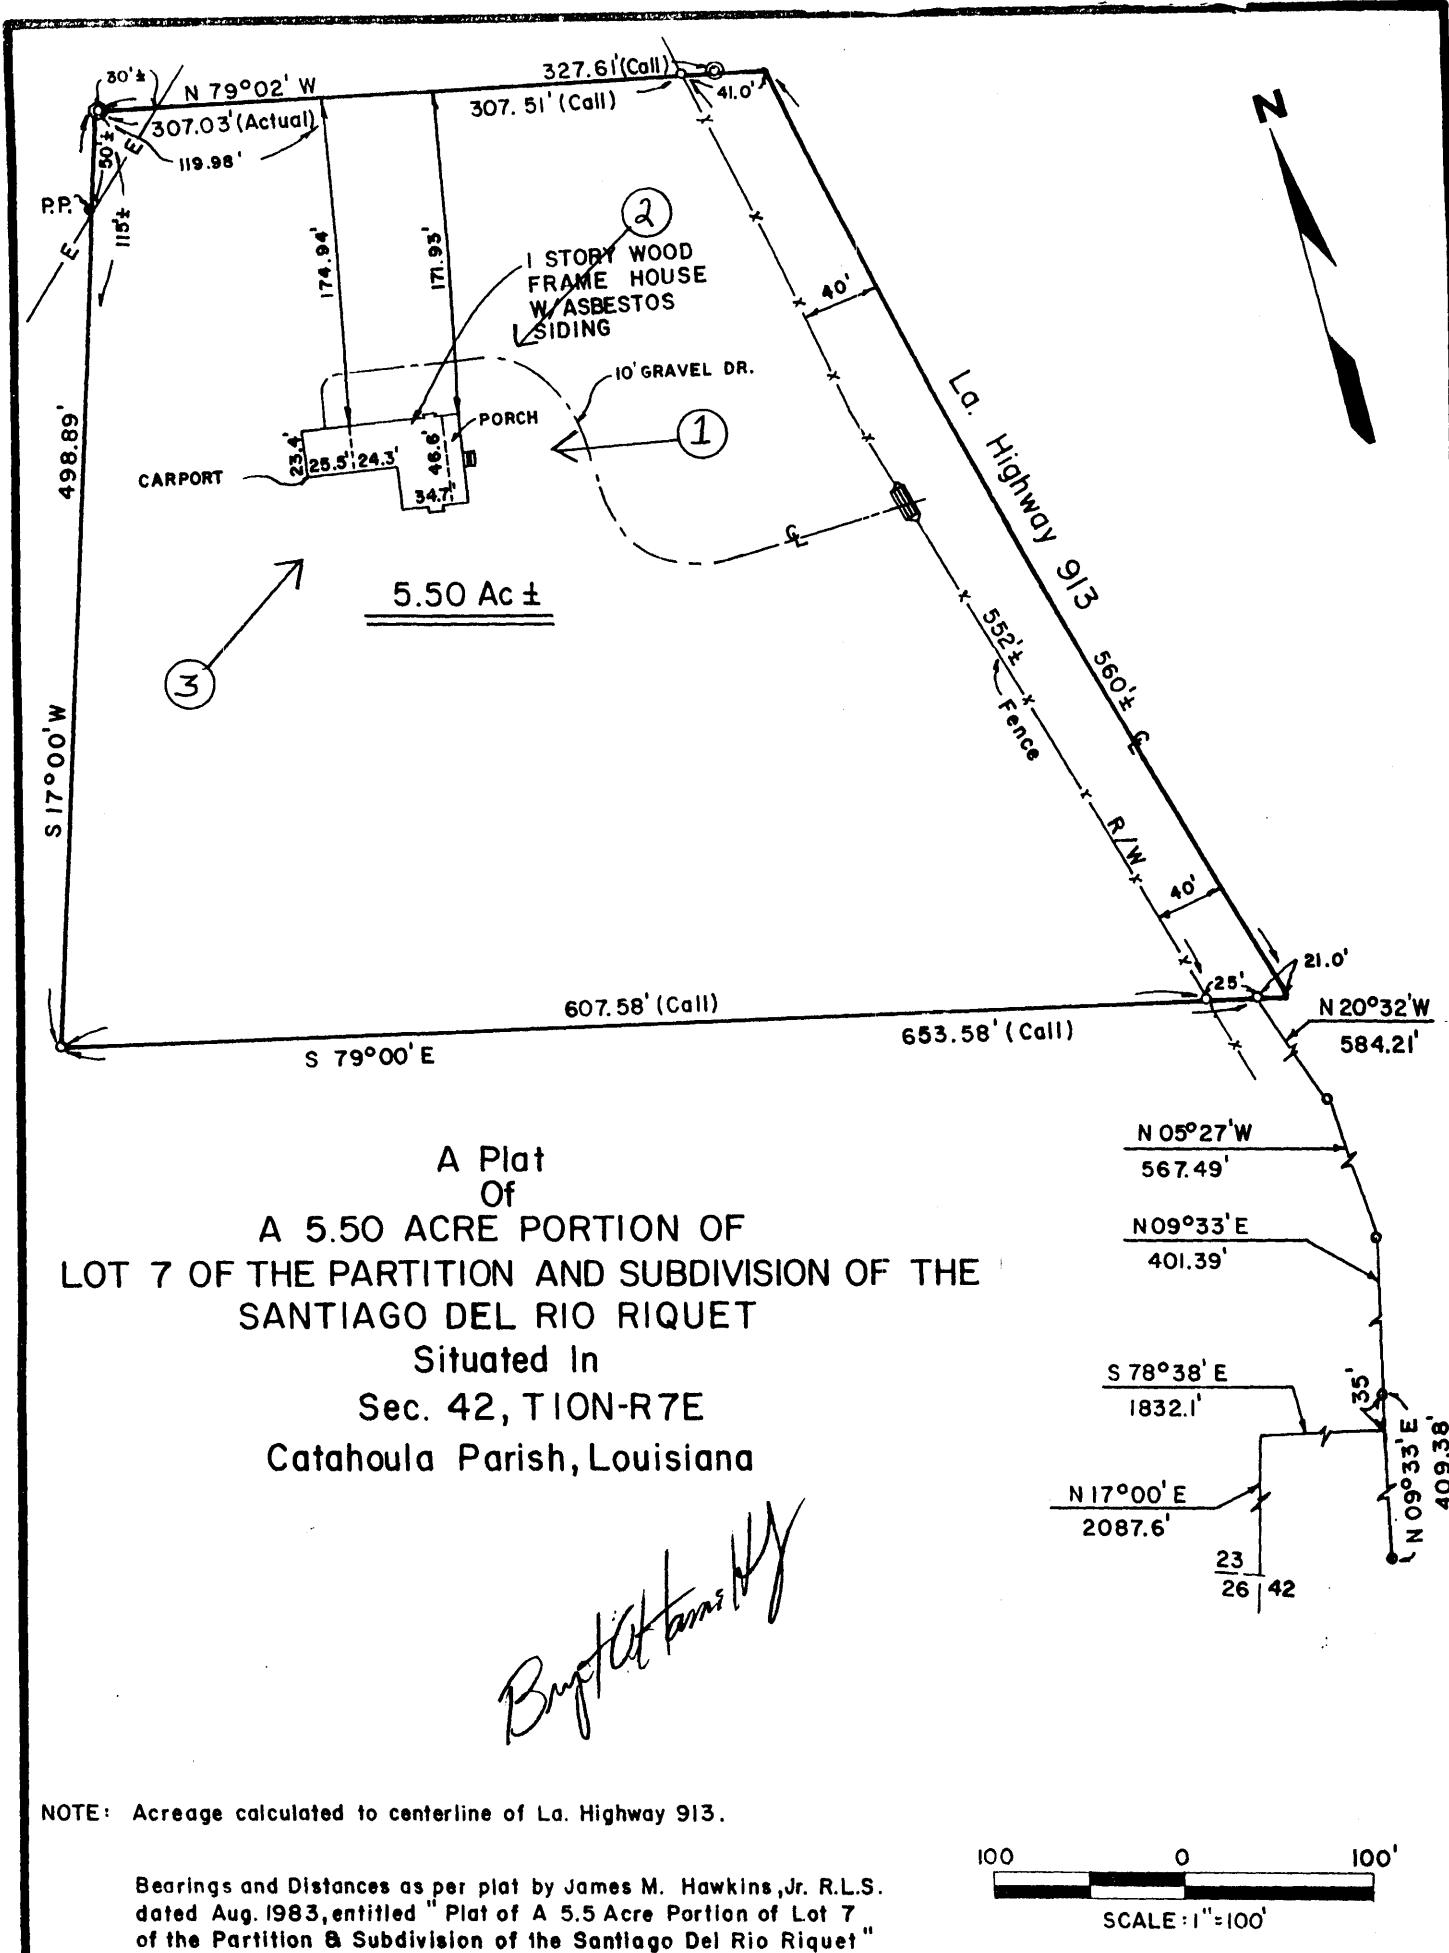 30'±
N 79°02' W
327.61'(Call)
307.03'(Actual)
307.51' (Call)
41.0'
119.98'
50'±
E
P.P.
115'±
E
N
2
174.94'
171.93'
1 STORY WOOD
FRAME HOUSE
W/ASBESTOS
SIDING
40'
10' GRAVEL DR.
La. Highway 913
PORCH
1
498.89'
23.4'
25.5'
24.3'
46.6'
34.7'
CARPORT
℄
5.50 Ac ±
552'±
Fence
560'±
℄
3
S 17°00' W
R/W
40'
25'
21.0'
607.58' (Call)
653.58' (Call)
S 79°00' E
N 20°32' W
584.21'
N 05°27' W
567.49'
N 09°33' E
401.39'
A Plat
Of
A 5.50 ACRE PORTION OF
LOT 7 OF THE PARTITION AND SUBDIVISION OF THE
SANTIAGO DEL RIO RIQUET
Situated In
Sec. 42, T10N-R7E
Catahoula Parish, Louisiana
S 78°38' E
1832.1'
35'
N 09°33' E
409.38'
N 17°00' E
2087.6'
23
26 42
NOTE: Acreage calculated to centerline of La. Highway 913.
Bearings and Distances as per plat by James M. Hawkins, Jr. R.L.S.
dated Aug. 1983, entitled " Plat of A 5.5 Acre Portion of Lot 7
of the Partition & Subdivision of the Santiago Del Rio Riquet "
100 0 100'
SCALE : 1"=100'